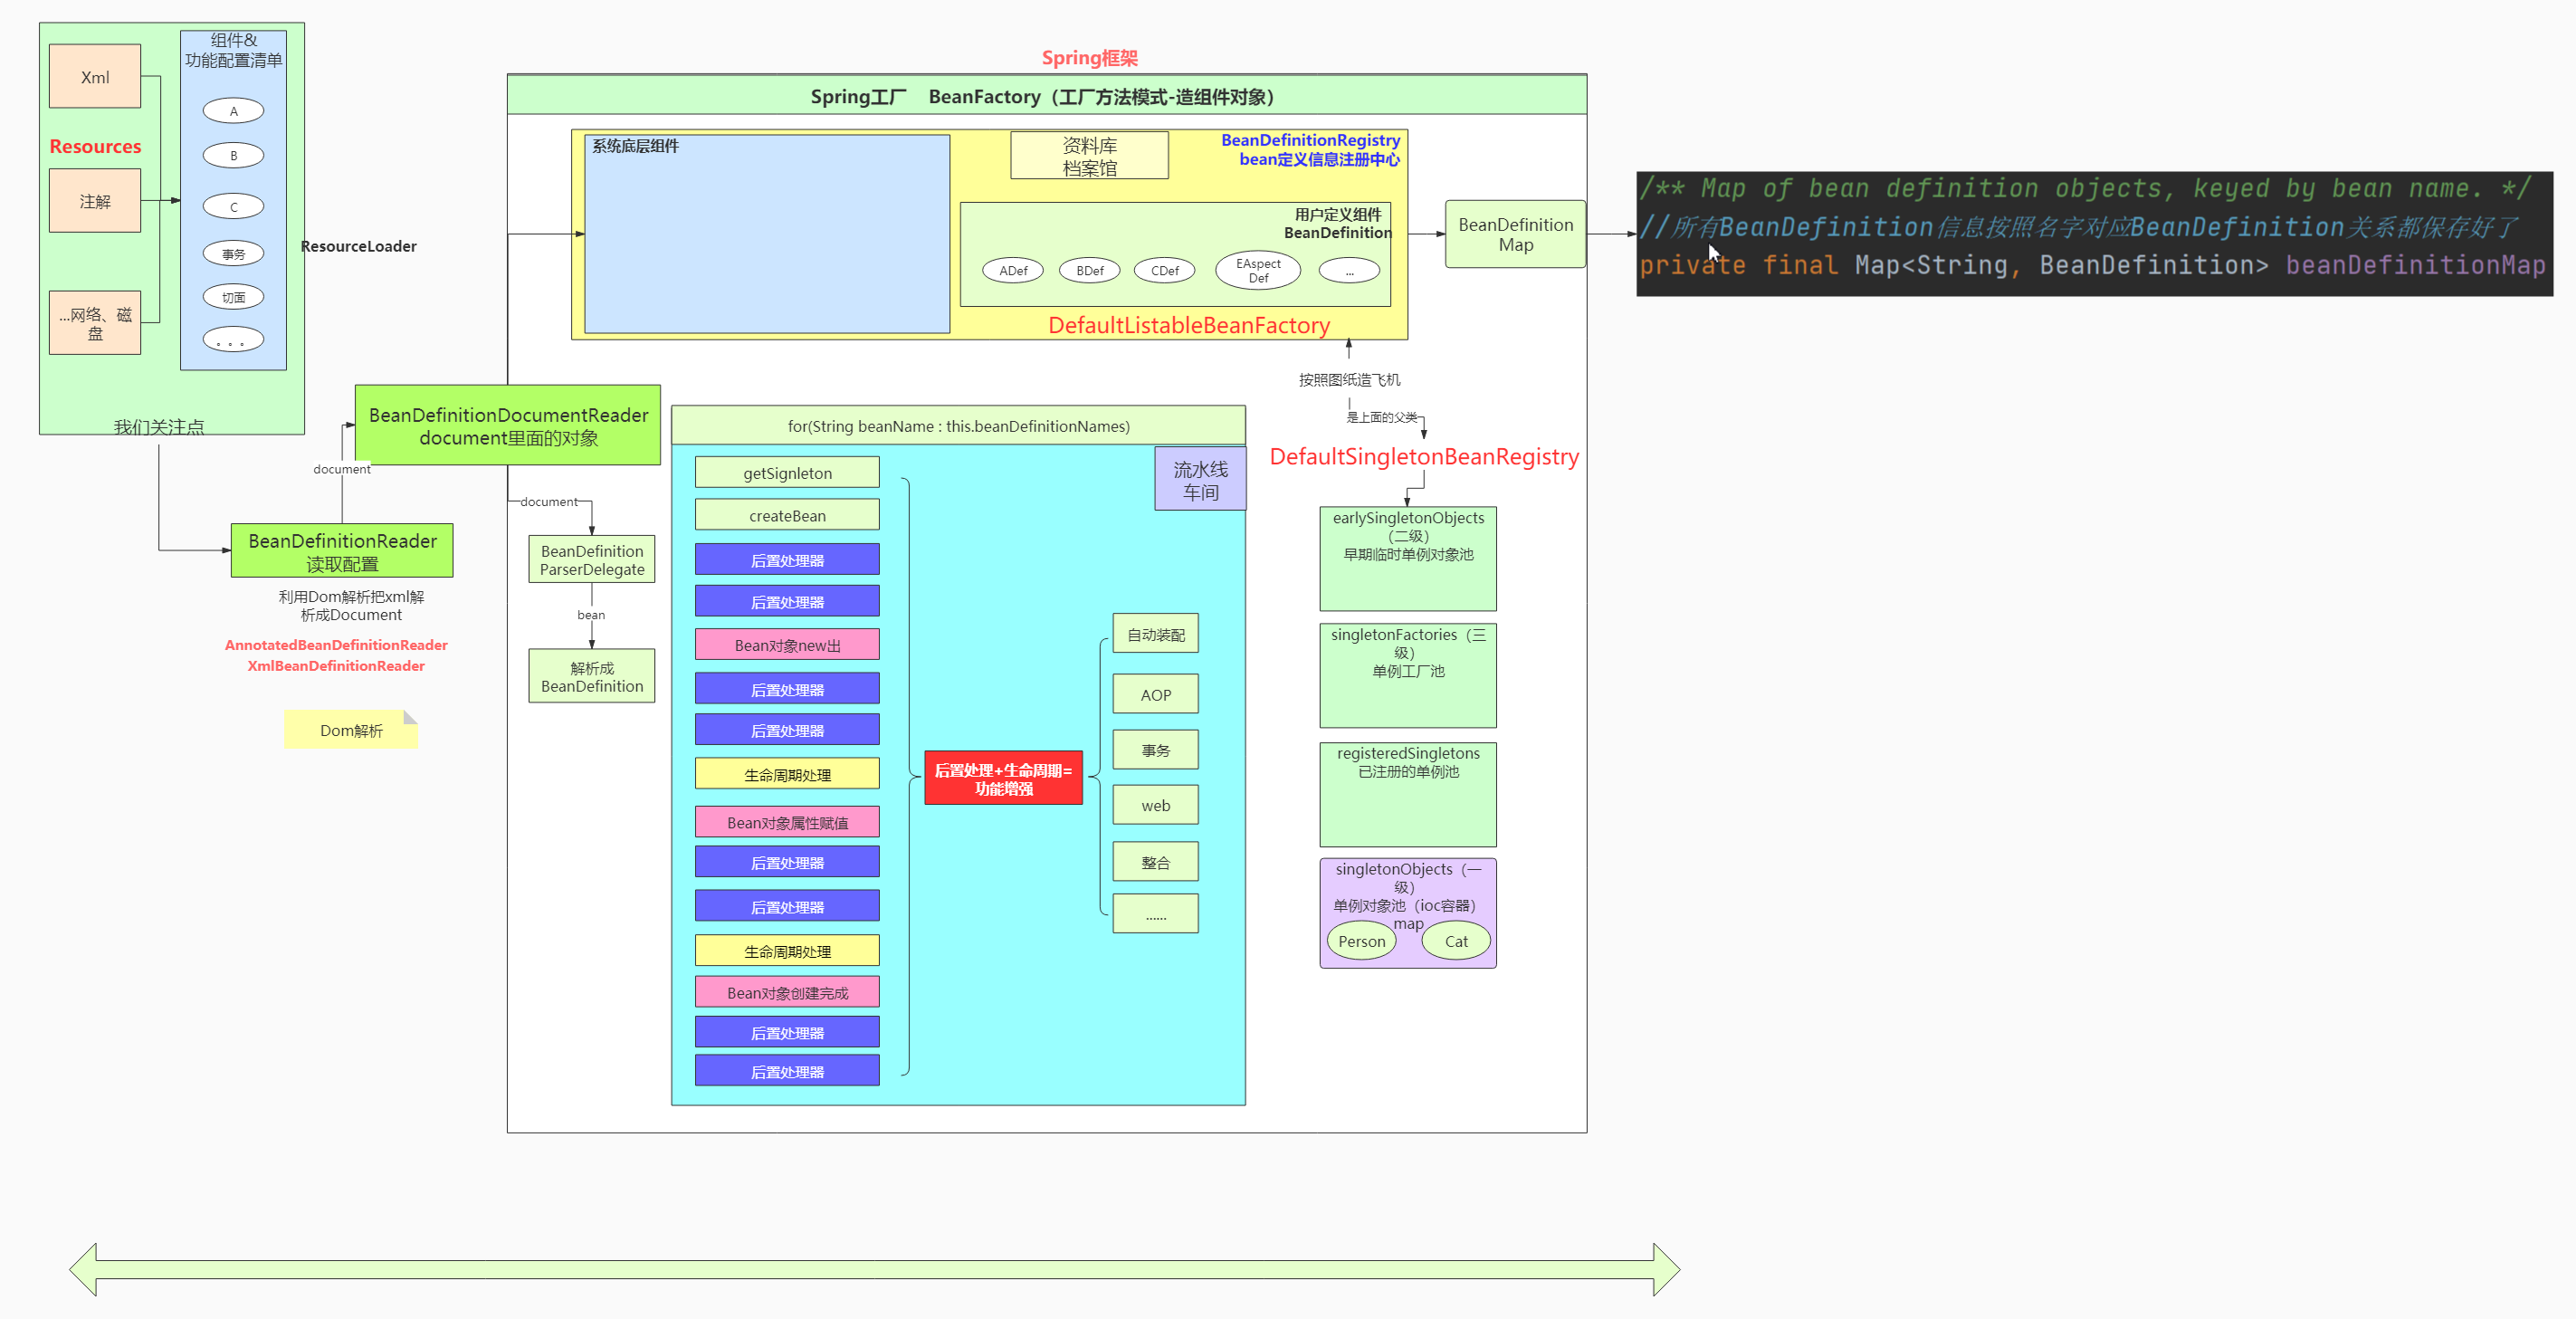 组件&
功能配置清单
Xml
A
Resources
B
注解
C
ResourceLoader
事务
切面
...网络、磁
盘
。。。
我们关注点
document
BeanDefinitionReader
读取配置
利用Dom解析把xml解
析成Document
AnnotatedBeanDefinitionReader
XmlBeanDefinitionReader
Dom解析
BeanDefinitionDocumentReader
document里面的对象
document
BeanDefinition
ParserDelegate
bean
解析成
BeanDefinition
Spring框架
Spring工厂 BeanFactory（工厂方法模式-造组件对象）
系统底层组件
资料库
档案馆
BeanDefinitionRegistry
bean定义信息注册中心
用户定义组件
BeanDefinition
ADef
BDef
CDef
EAspect
Def
...
DefaultListableBeanFactory
BeanDefinition
Map
/** Map of bean definition objects, keyed by bean name. */
//所有BeanDefinition信息按照名字对应BeanDefinition关系都保存好了
private final Map<String, BeanDefinition> beanDefinitionMap
按照图纸造飞机
是上面的父类
DefaultSingletonBeanRegistry
for(String beanName : this.beanDefinitionNames)
流水线
车间
getSignleton
createBean
后置处理器
后置处理器
Bean对象new出
后置处理器
后置处理器
生命周期处理
Bean对象属性赋值
后置处理器
后置处理器
生命周期处理
Bean对象创建完成
后置处理器
后置处理器
后置处理+生命周期=
功能增强
自动装配
AOP
事务
web
整合
......
earlySingletonObjects
（二级）
早期临时单例对象池
singletonFactories（三
级）
单例工厂池
registeredSingletons
已注册的单例池
singletonObjects（一
级）
单例对象池（ioc容器）
map
Person
Cat